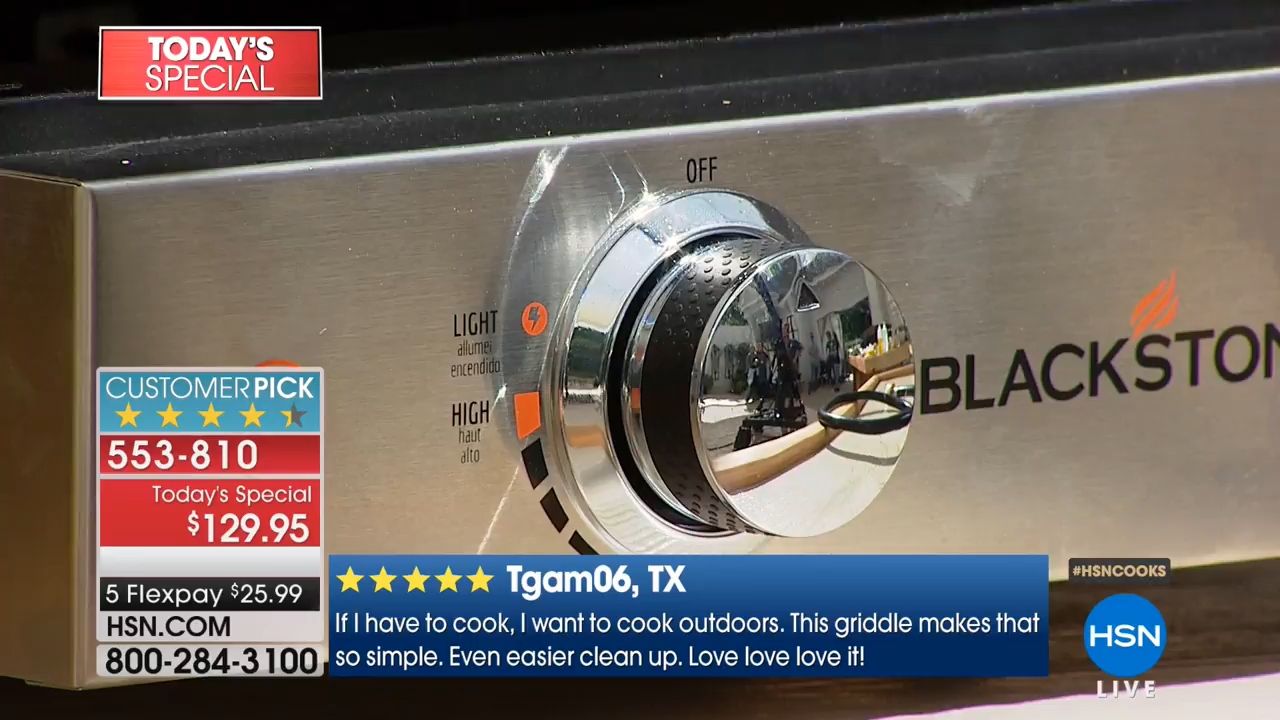 TODAY'S
SPECIAL
OFF
LIGHT
allumer
encendido
HIGH
haut
alto
BLACKSTON
CUSTOMER PICK
553-810
Today's Special
$129.95
5 Flexpay $25.99
HSN.COM
800-284-3100
Tgam06, TX
If I have to cook, I want to cook outdoors. This griddle makes that
so simple. Even easier clean up. Love love love it!
#HSNCOOKS
HSN
LIVE